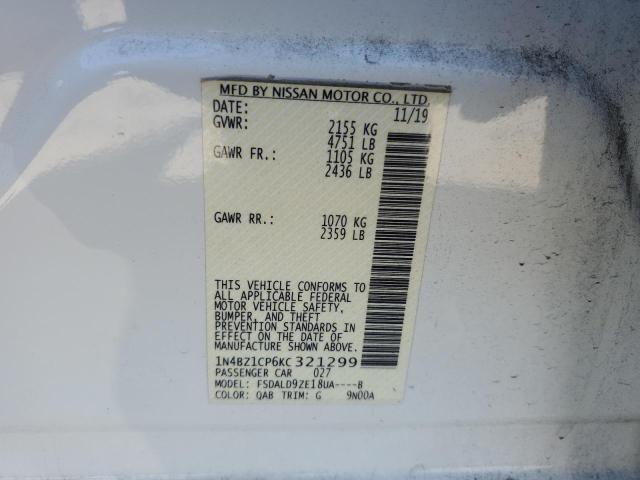 MFD BY NISSAN MOTOR CO., LTD.
DATE: 11/19
GVWR: 2155 KG
4751 LB
GAWR FR.: 1105 KG
2436 LB
GAWR RR.: 1070 KG
2359 LB
THIS VEHICLE CONFORMS TO
ALL APPLICABLE FEDERAL
MOTOR VEHICLE SAFETY,
BUMPER, AND THEFT
PREVENTION STANDARDS
IN EFFECT ON THE DATE OF
MANUFACTURE SHOWN ABOVE.
1N4BZ1CP6KC321299
PASSENGER CAR 027
MODEL: FSDALD9ZE18UA----B
COLOR: QAB TRIM: G 9N00A